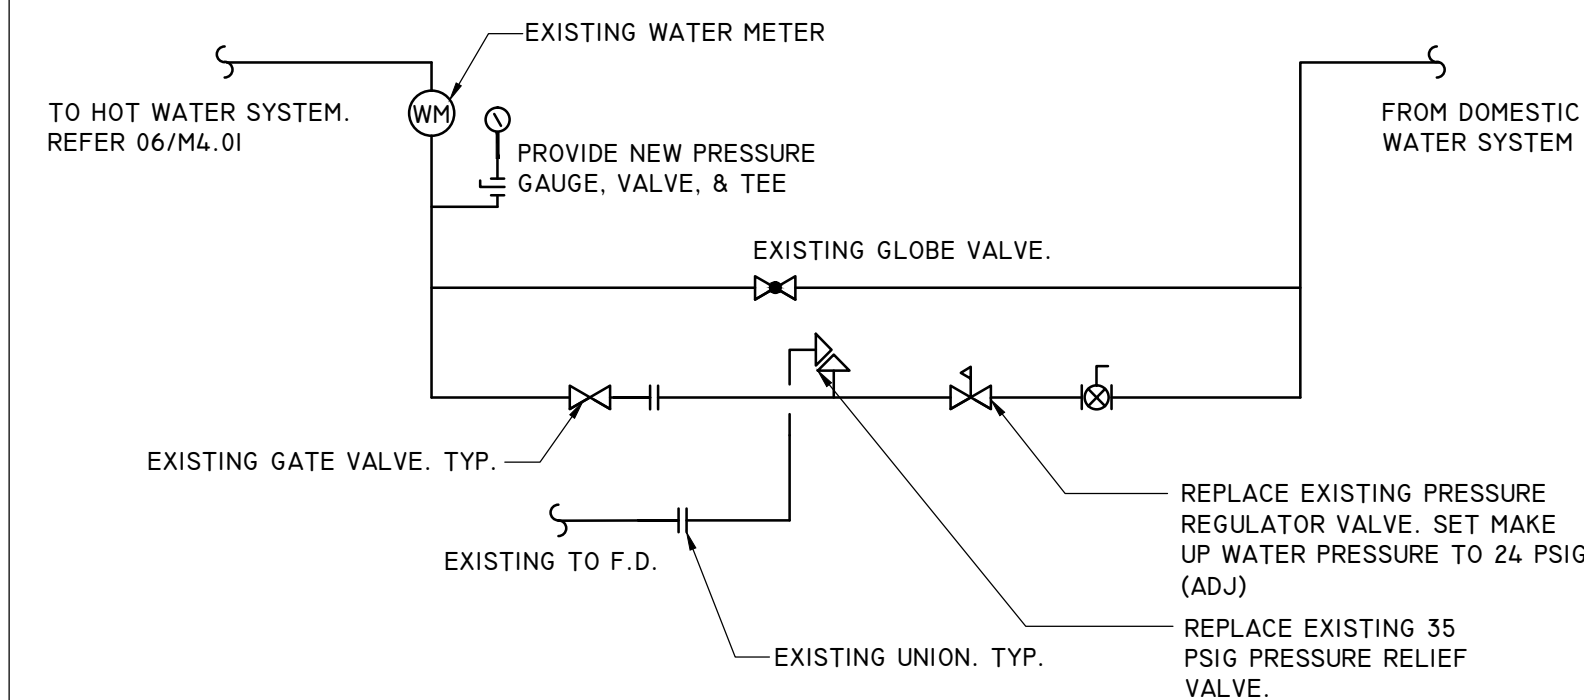 EXISTING WATER METER
TO HOT WATER SYSTEM.
REFER 06/M4.01
WM
FROM DOMESTIC
WATER SYSTEM
PROVIDE NEW PRESSURE
GAUGE, VALVE, & TEE
EXISTING GLOBE VALVE.
EXISTING GATE VALVE. TYP.
EXISTING TO F.D.
REPLACE EXISTING PRESSURE
REGULATOR VALVE. SET MAKE
UP WATER PRESSURE TO 24 PSIG
(ADJ)
EXISTING UNION. TYP.
REPLACE EXISTING 35
PSIG PRESSURE RELIEF
VALVE.